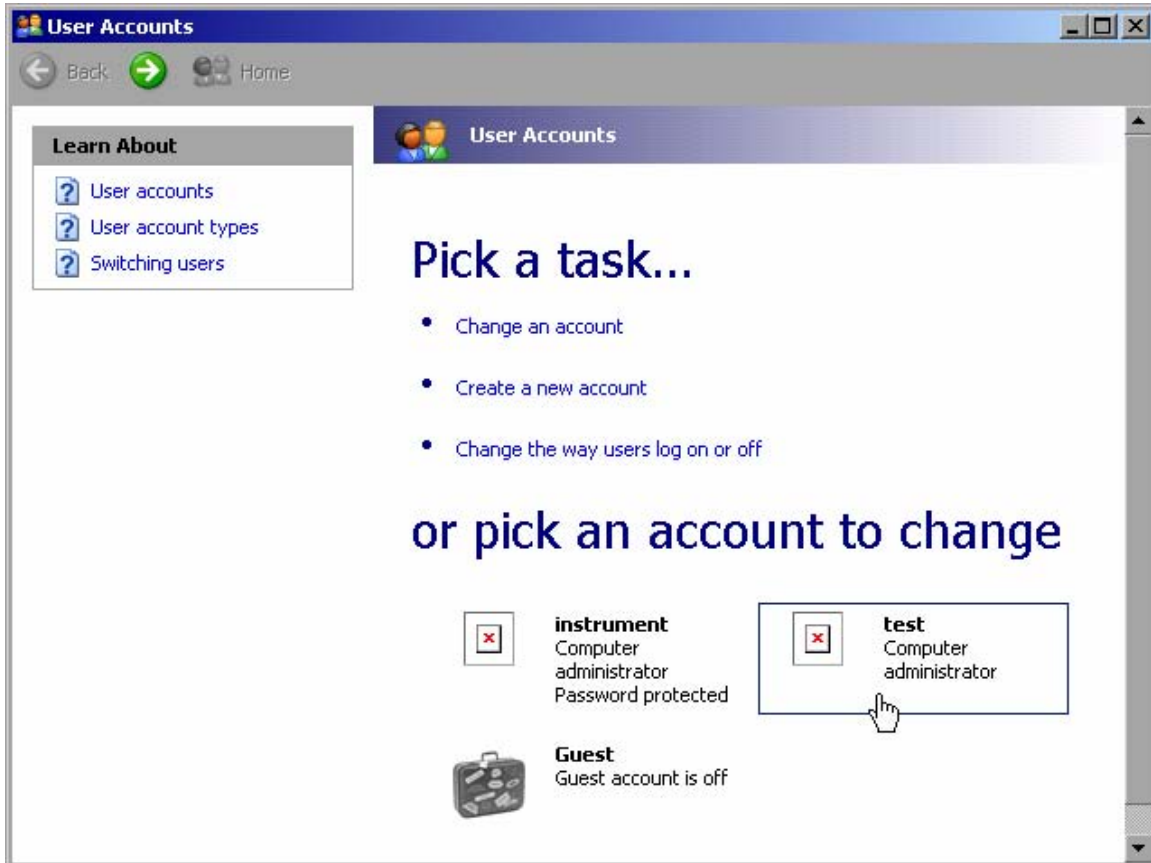 User Accounts
Back Home
Learn About
User accounts
User account types
Switching users
User Accounts
Pick a task...
Change an account
Create a new account
Change the way users log on or off
or pick an account to change
instrument
Computer
administrator
Password protected
test
Computer
administrator
Guest
Guest account is off